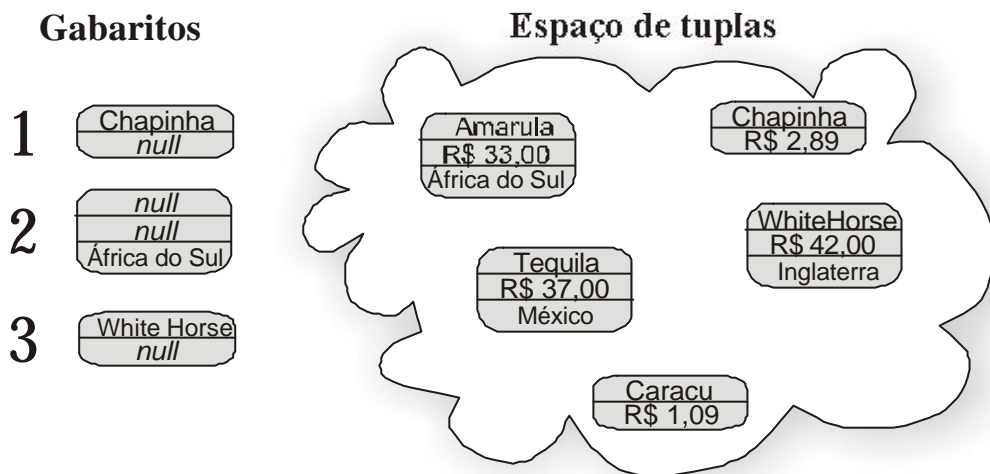 Gabaritos
Espaço de tuplas
1
Chapinha
null
2
null
null
África do Sul
3
White Horse
null
Amarula
R$ 33,00
África do Sul
Chapinha
R$ 2,89
WhiteHorse
R$ 42,00
Inglaterra
Tequila
R$ 37,00
México
Caracu
R$ 1,09